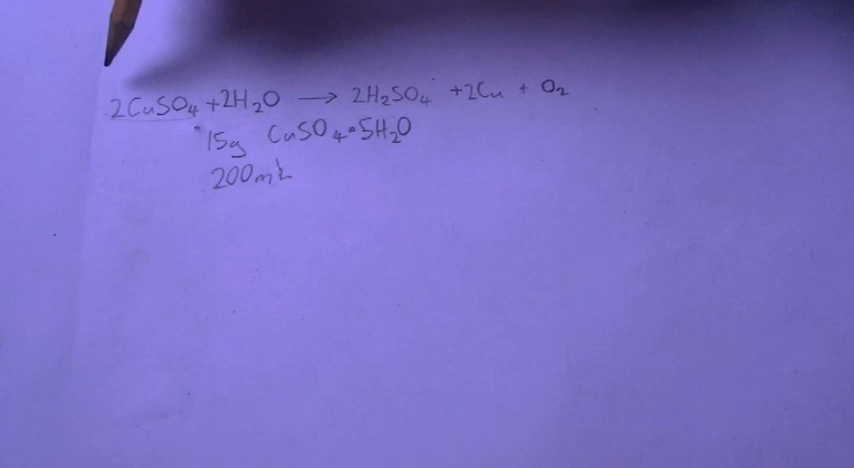 2CuSO₄ + 2H₂O → 2H₂SO₄ + 2Cu + O₂
15g CuSO₄•5H₂O
200mL